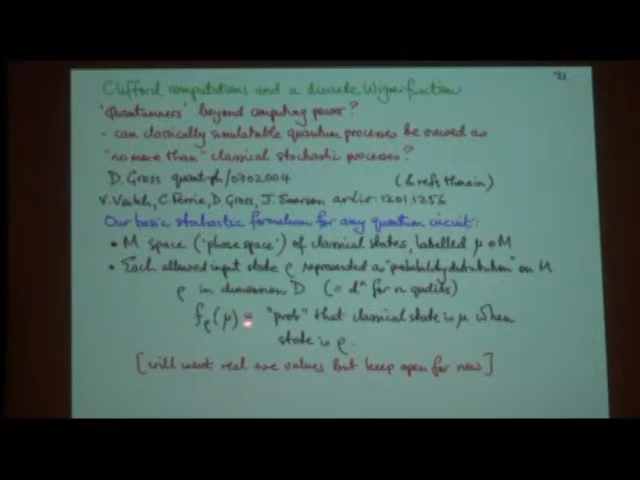 21
Clifford computations and a discrete Wigner function
'Quantumness' beyond computing power?
- can classically simulatable quantum processes be viewed as
"no more than" classical stochastic processes?
D. Gross quant-ph/0702004 (& refs therein)
V. Veitch, C. Ferrie, D. Gross, J. Emerson arXiv:1201.1256
Our basic stochastic formalism for any quantum circuit:
• M space ('phase space') of classical states, labelled μ ∈ M
• Each allowed input state ρ represented as "probability distribution" on M
ρ in dimension D (= dⁿ for n qudits)
fρ(μ) = "prob" that classical state is μ when
state is ρ.
[will want real +ve values but keep open for now]